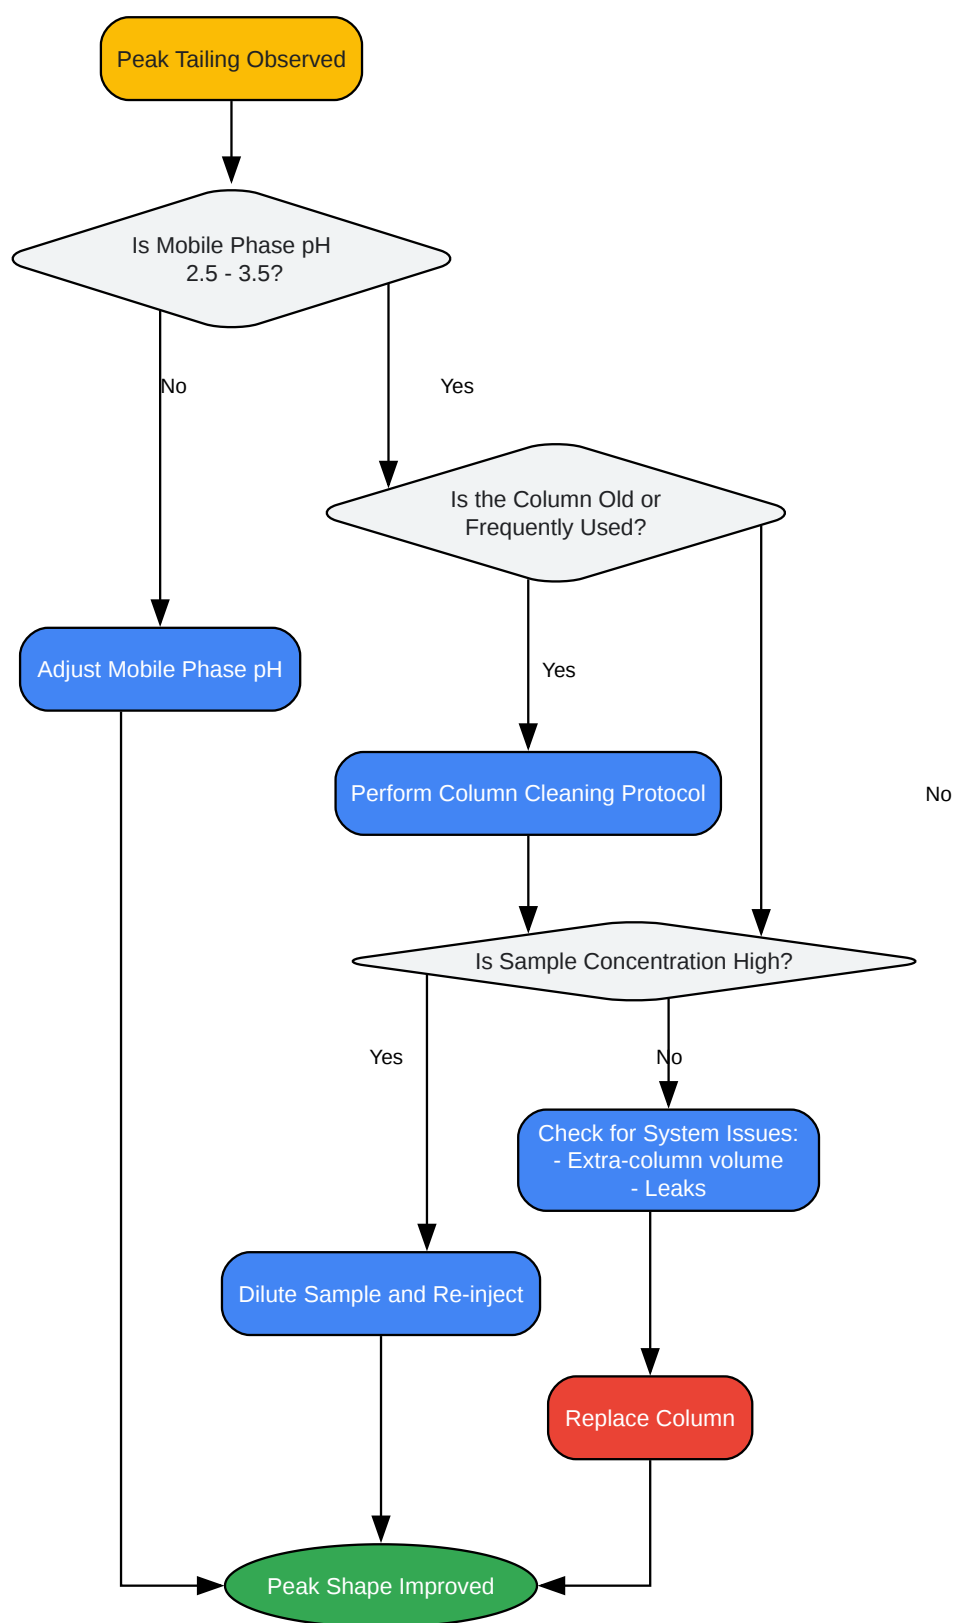 Peak Tailing Observed
Is Mobile Phase pH
2.5 - 3.5?
No
Yes
Is the Column Old or
Frequently Used?
Adjust Mobile Phase pH
Yes
Perform Column Cleaning Protocol
No
Is Sample Concentration High?
Yes
No
Check for System Issues:
- Extra-column volume
- Leaks
Dilute Sample and Re-inject
Replace Column
Peak Shape Improved